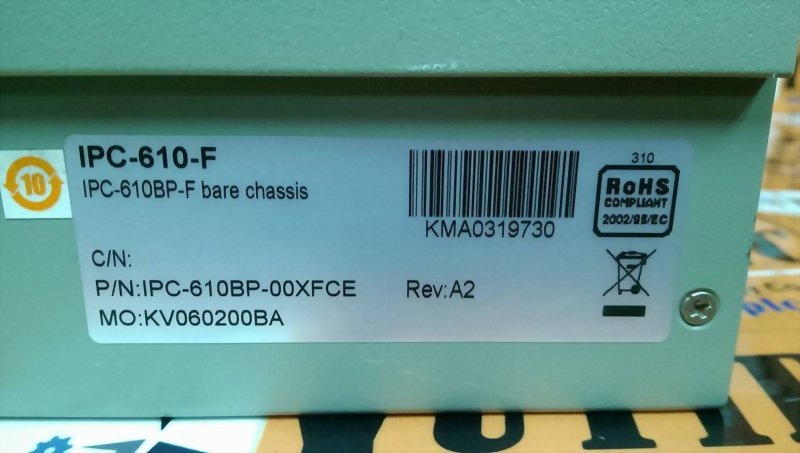 IPC-610-F
IPC-610BP-F bare chassis
10
KMA0319730
310
RoHS
COMPLIANT
2002/95/EC
C/N:
P/N:IPC-610BP-00XFCE
Rev:A2
MO:KV060200BA